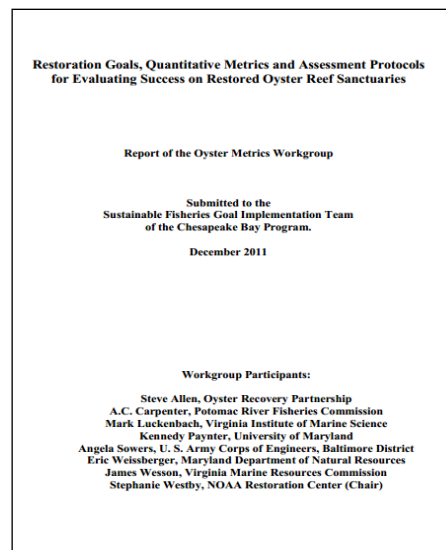 Restoration Goals, Quantitative Metrics and Assessment Protocols
for Evaluating Success on Restored Oyster Reef Sanctuaries
Report of the Oyster Metrics Workgroup
Submitted to the
Sustainable Fisheries Goal Implementation Team
of the Chesapeake Bay Program.
December 2011
Workgroup Participants:
Steve Allen, Oyster Recovery Partnership
A.C. Carpenter, Potomac River Fisheries Commission
Mark Luckenbach, Virginia Institute of Marine Science
Kennedy Paynter, University of Maryland
Angela Sowers, U. S. Army Corps of Engineers, Baltimore District
Eric Weissberger, Maryland Department of Natural Resources
James Wesson, Virginia Marine Resources Commission
Stephanie Westby, NOAA Restoration Center (Chair)